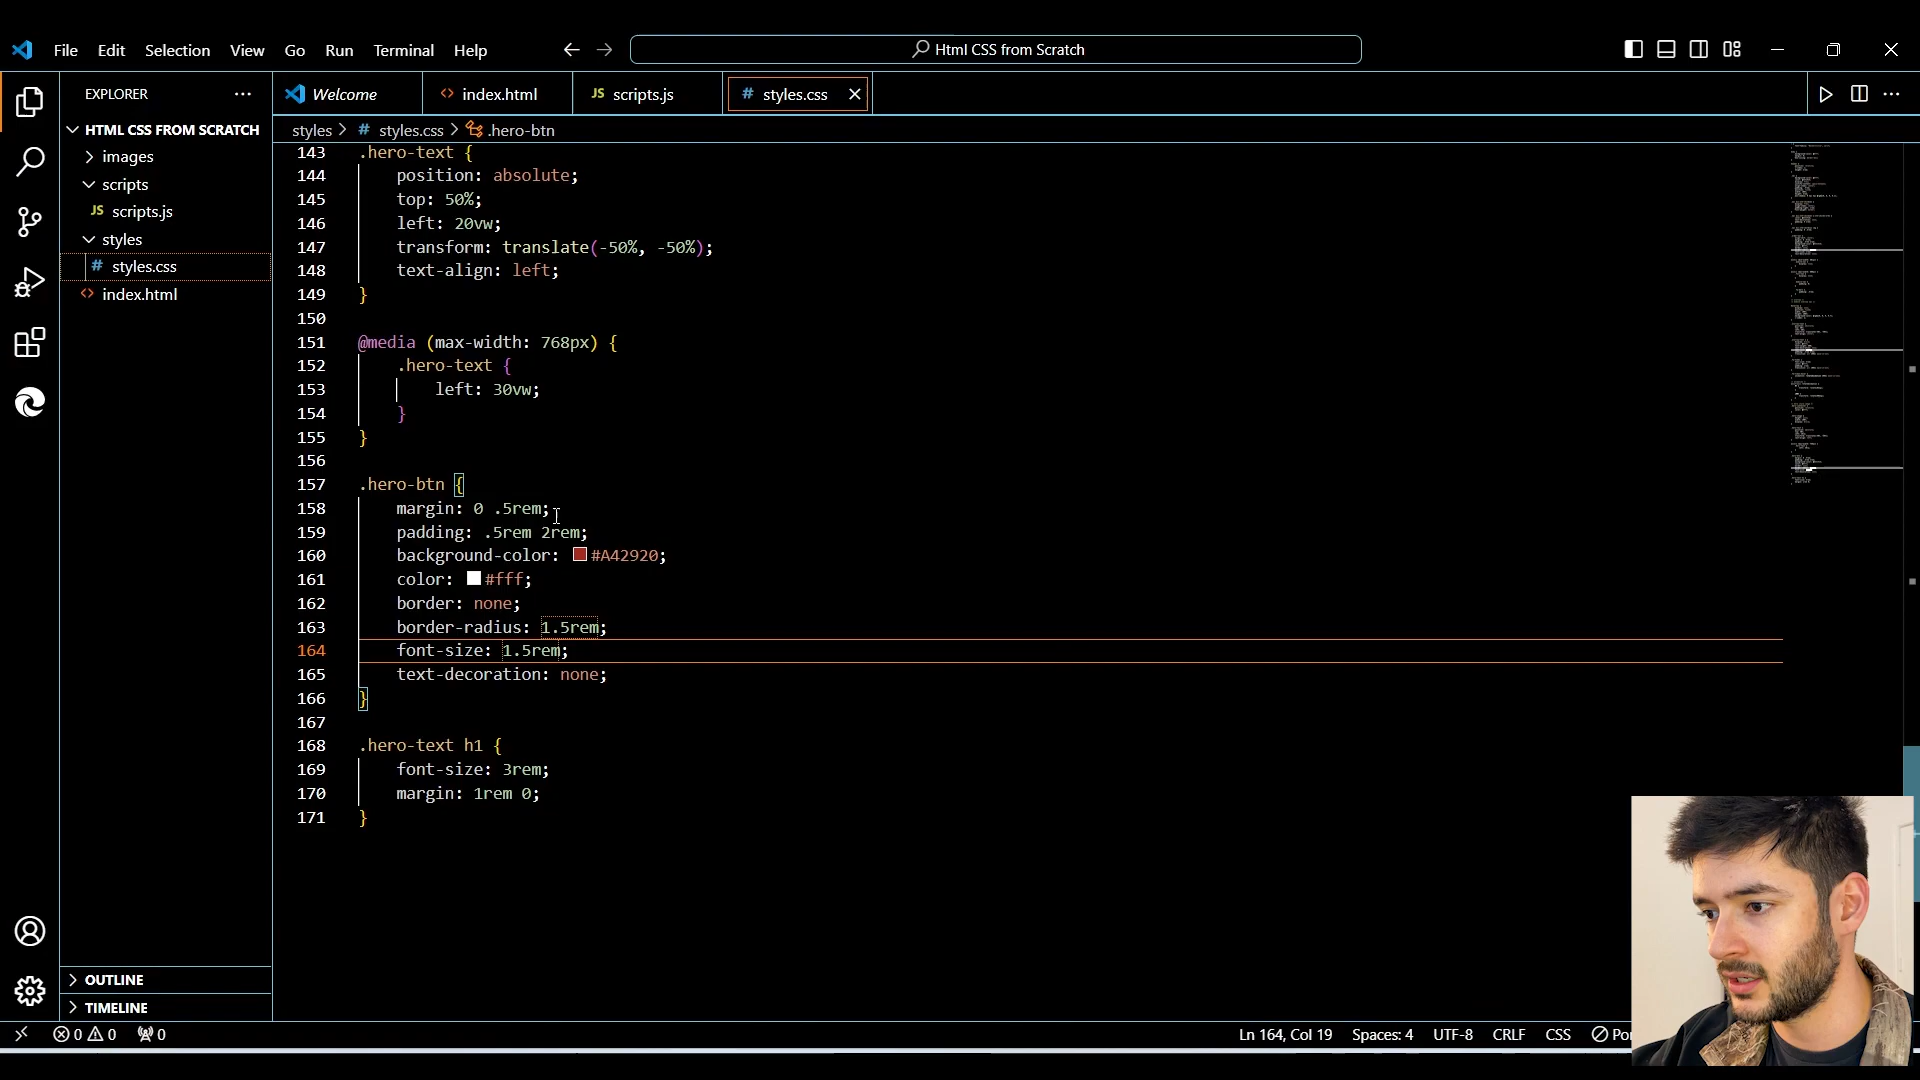 File Edit Selection View Go Run Terminal Help
Html CSS from Scratch
EXPLORER
Welcome
index.html
JS scripts.js
# styles.css
HTML CSS FROM SCRATCH
images
scripts
JS scripts.js
styles
# styles.css
index.html
styles > # styles.css > .hero-btn
143 .hero-text {
144 position: absolute;
145 top: 50%;
146 left: 20vw;
147 transform: translate(-50%, -50%);
148 text-align: left;
149 }
150
151 @media (max-width: 768px) {
152 .hero-text {
153 left: 30vw;
154 }
155 }
156
157 .hero-btn {
158 margin: 0 .5rem;
159 padding: .5rem 2rem;
160 background-color: #A42920;
161 color: #fff;
162 border: none;
163 border-radius: 1.5rem;
164 font-size: 1.5rem;
165 text-decoration: none;
166 }
167
168 .hero-text h1 {
169 font-size: 3rem;
170 margin: 1rem 0;
171 }
OUTLINE
TIMELINE
0 0 0
Ln 164, Col 19 Spaces: 4 UTF-8 CRLF CSS